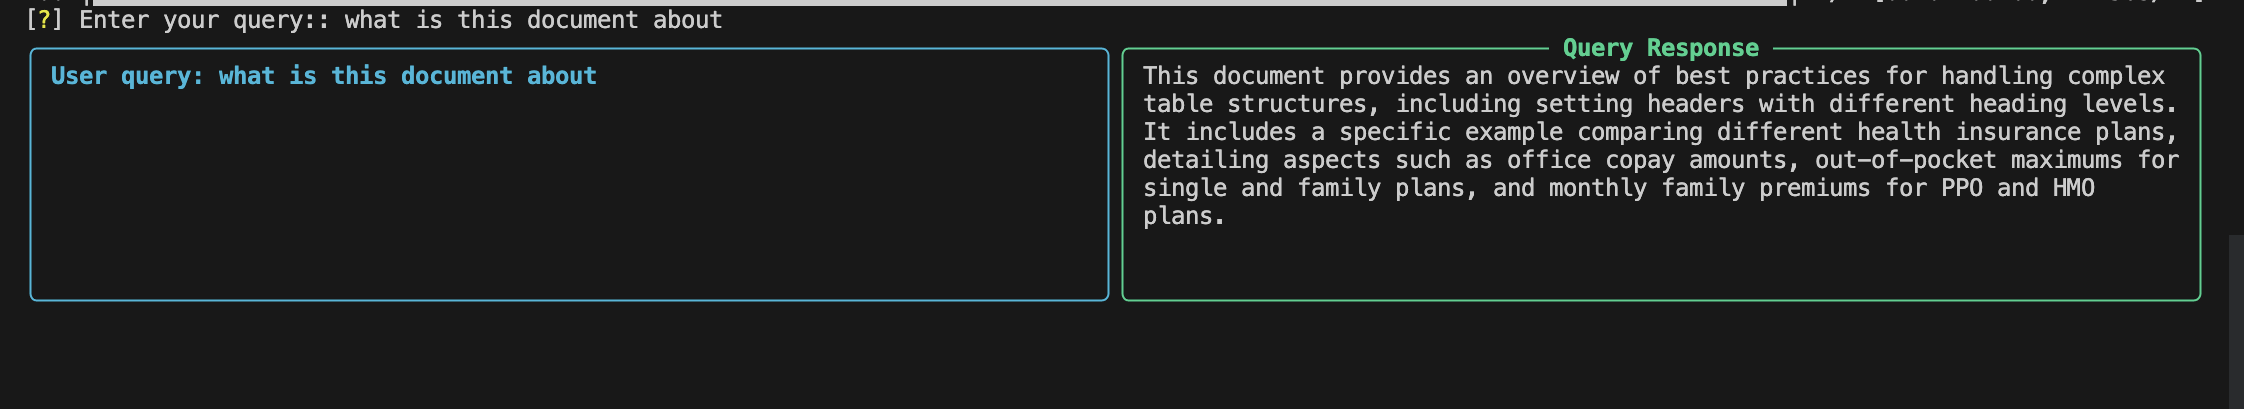 [?] Enter your query:: what is this document about
User query: what is this document about
Query Response
This document provides an overview of best practices for handling complex
table structures, including setting headers with different heading levels.
It includes a specific example comparing different health insurance plans,
detailing aspects such as office copay amounts, out-of-pocket maximums for
single and family plans, and monthly family premiums for PPO and HMO
plans.